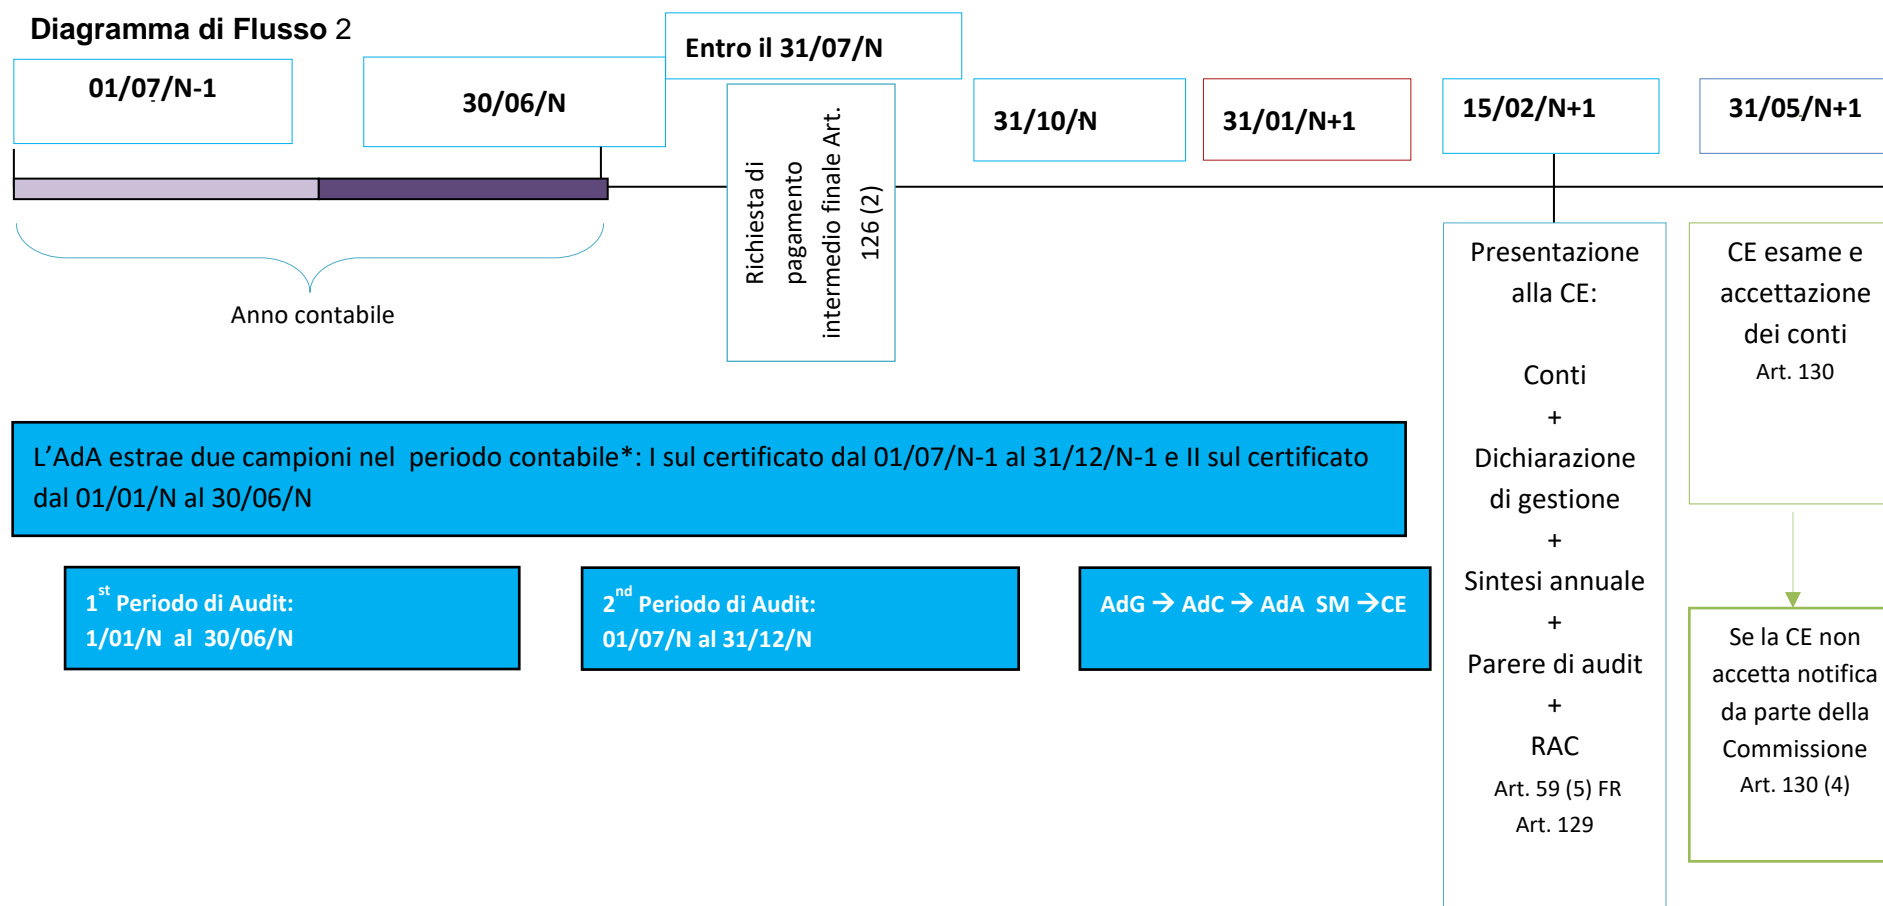 Diagramma di Flusso 2
01/07/N-1
30/06/N
Entro il 31/07/N
31/10/N
31/01/N+1
15/02/N+1
31/05/N+1
Richiesta di
pagamento
intermedio finale Art.
126 (2)
Anno contabile
Presentazione
alla CE:
Conti
+
Dichiarazione
di gestione
+
Sintesi annuale
+
Parere di audit
+
RAC
Art. 59 (5) FR
Art. 129
CE esame e
accettazione
dei conti
Art. 130
L'AdA estrae due campioni nel  periodo contabile*: I sul certificato dal 01/07/N-1 al 31/12/N-1 e II sul certificato
dal 01/01/N al 30/06/N
1st Periodo di Audit:
1/01/N  al  30/06/N
2nd Periodo di Audit:
01/07/N al 31/12/N
AdG → AdC → AdA  SM →CE
Se la CE non
accetta notifica
da parte della
Commissione
Art. 130 (4)